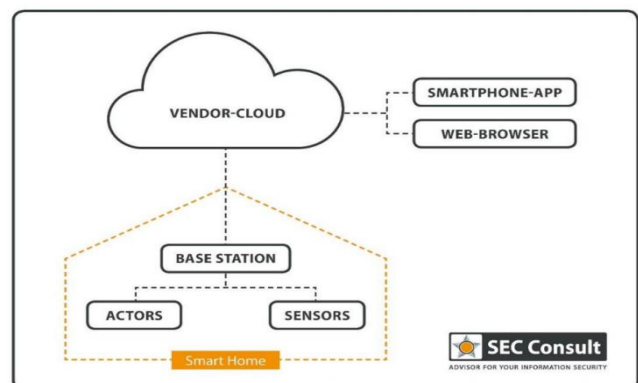 VENDOR-CLOUD
SMARTPHONE-APP
WEB-BROWSER
BASE STATION
ACTORS
SENSORS
Smart Home
SEC Consult
ADVISOR FOR YOUR INFORMATION SECURITY